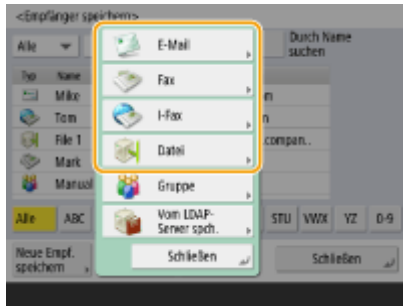 <Empfänger speichern>
Alle
Durch Name
suchen
E-Mail
Fax
I-Fax
Datei
Gruppe
Vom LDAP-
Server spch.
Schließen
Typ Name
Mike
Tom
File 1 .compan..
Mark
Manual
Alle ABC STU VWX YZ 0-9
Neue Empf.
speichern
Schließen